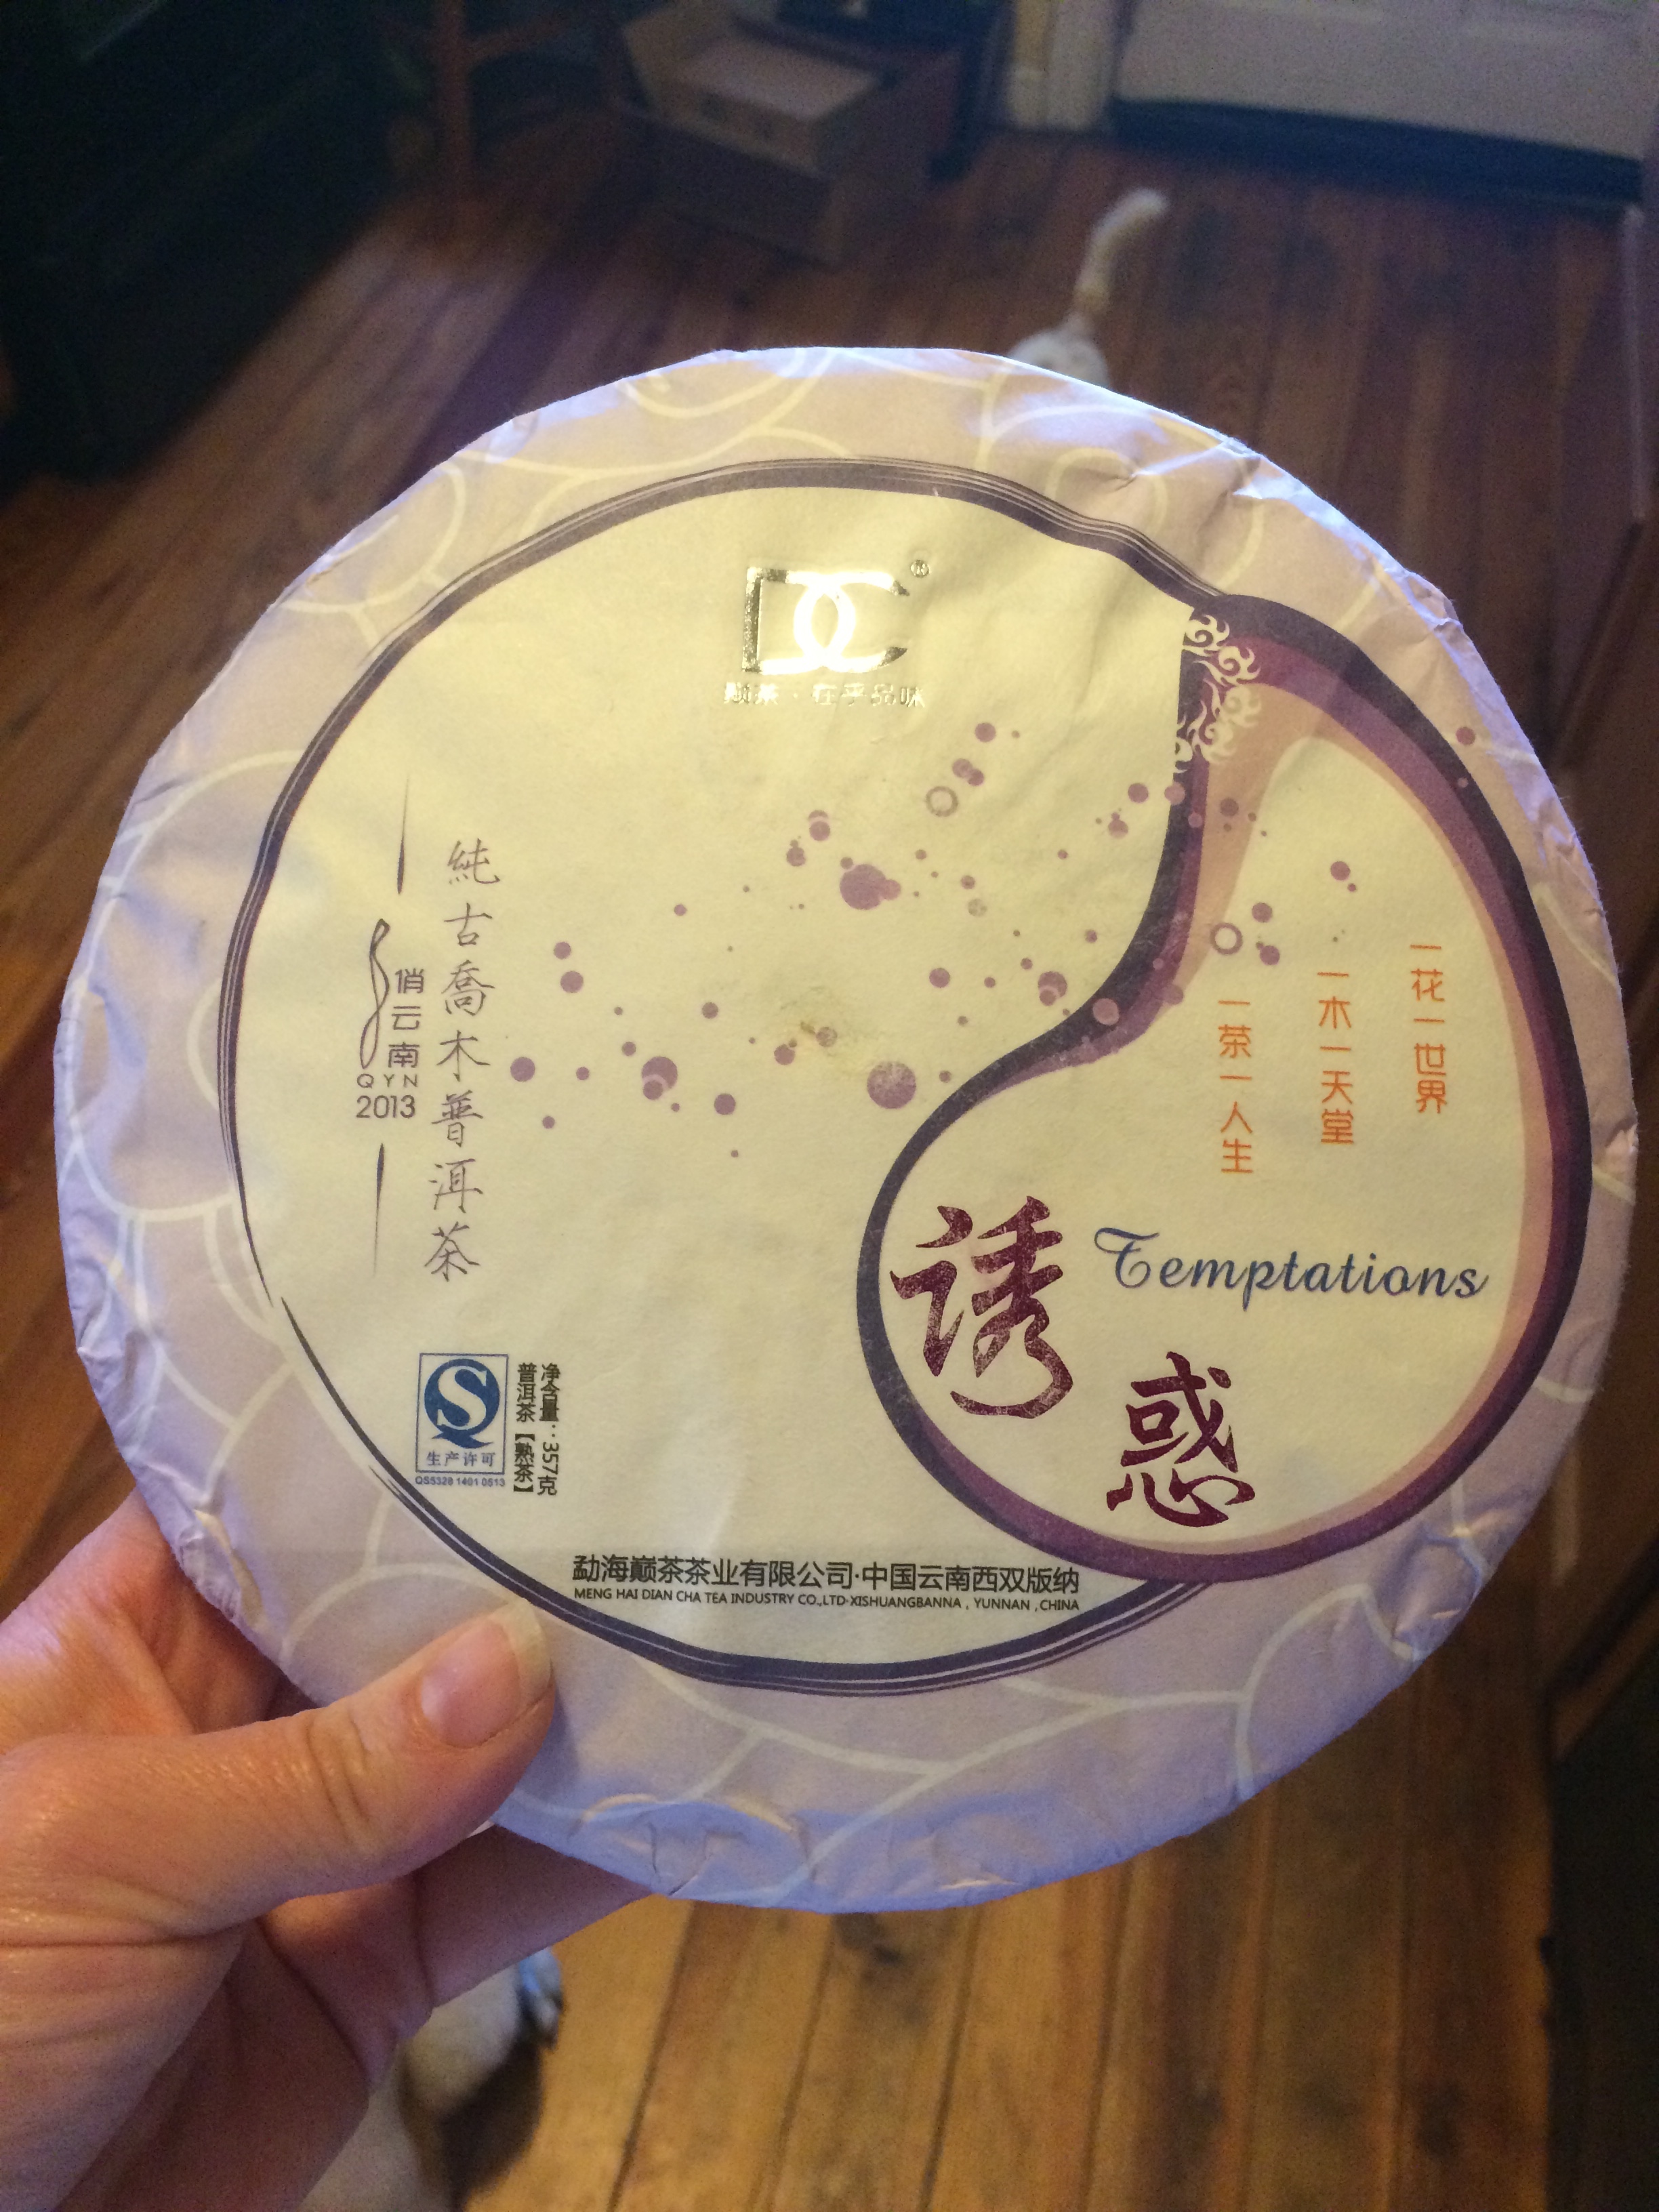 DC®
巅茶·在乎品味
純古喬木普洱茶
俏云南
QYN
2013
一花一世界
一木一天堂
一茶一人生
诱惑
Temptations
净含量：357克
普洱茶【熟茶】
生产许可
QS5328 1401 0513
勐海巅茶茶业有限公司·中国云南西双版纳
MENG HAI DIAN CHA TEA INDUSTRY CO.,LTD-XISHUANGBANNA , YUNNAN ,CHINA